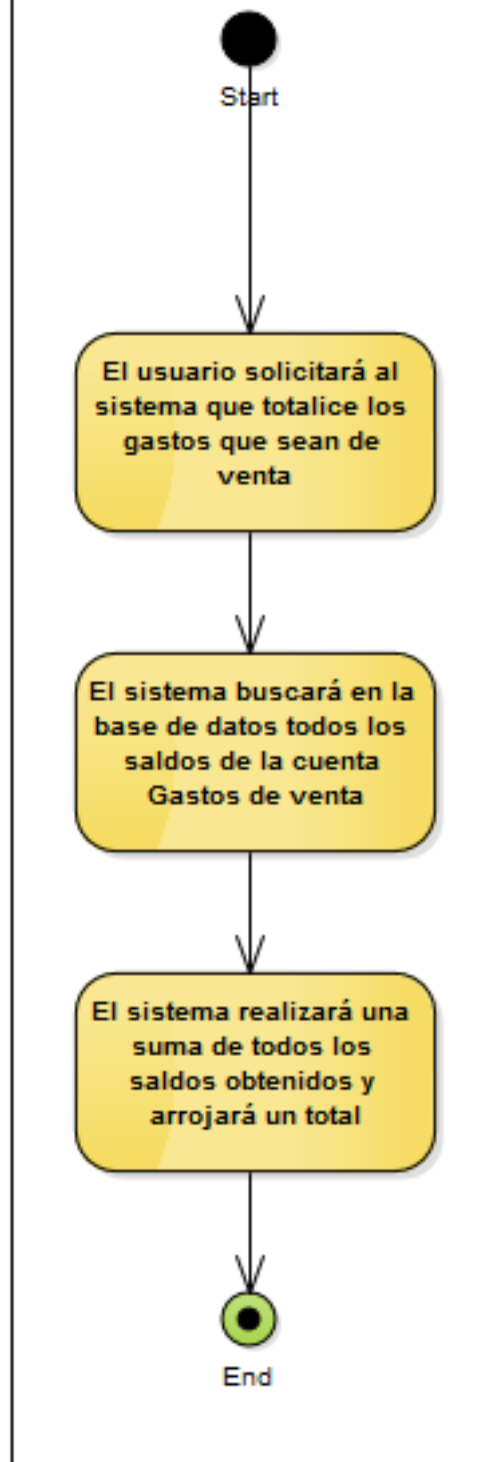 Start
El usuario solicitará al
sistema que totalice los
gastos que sean de
venta
El sistema buscará en la
base de datos todos los
saldos de la cuenta
Gastos de venta
El sistema realizará una
suma de todos los
saldos obtenidos y
arrojará un total
End